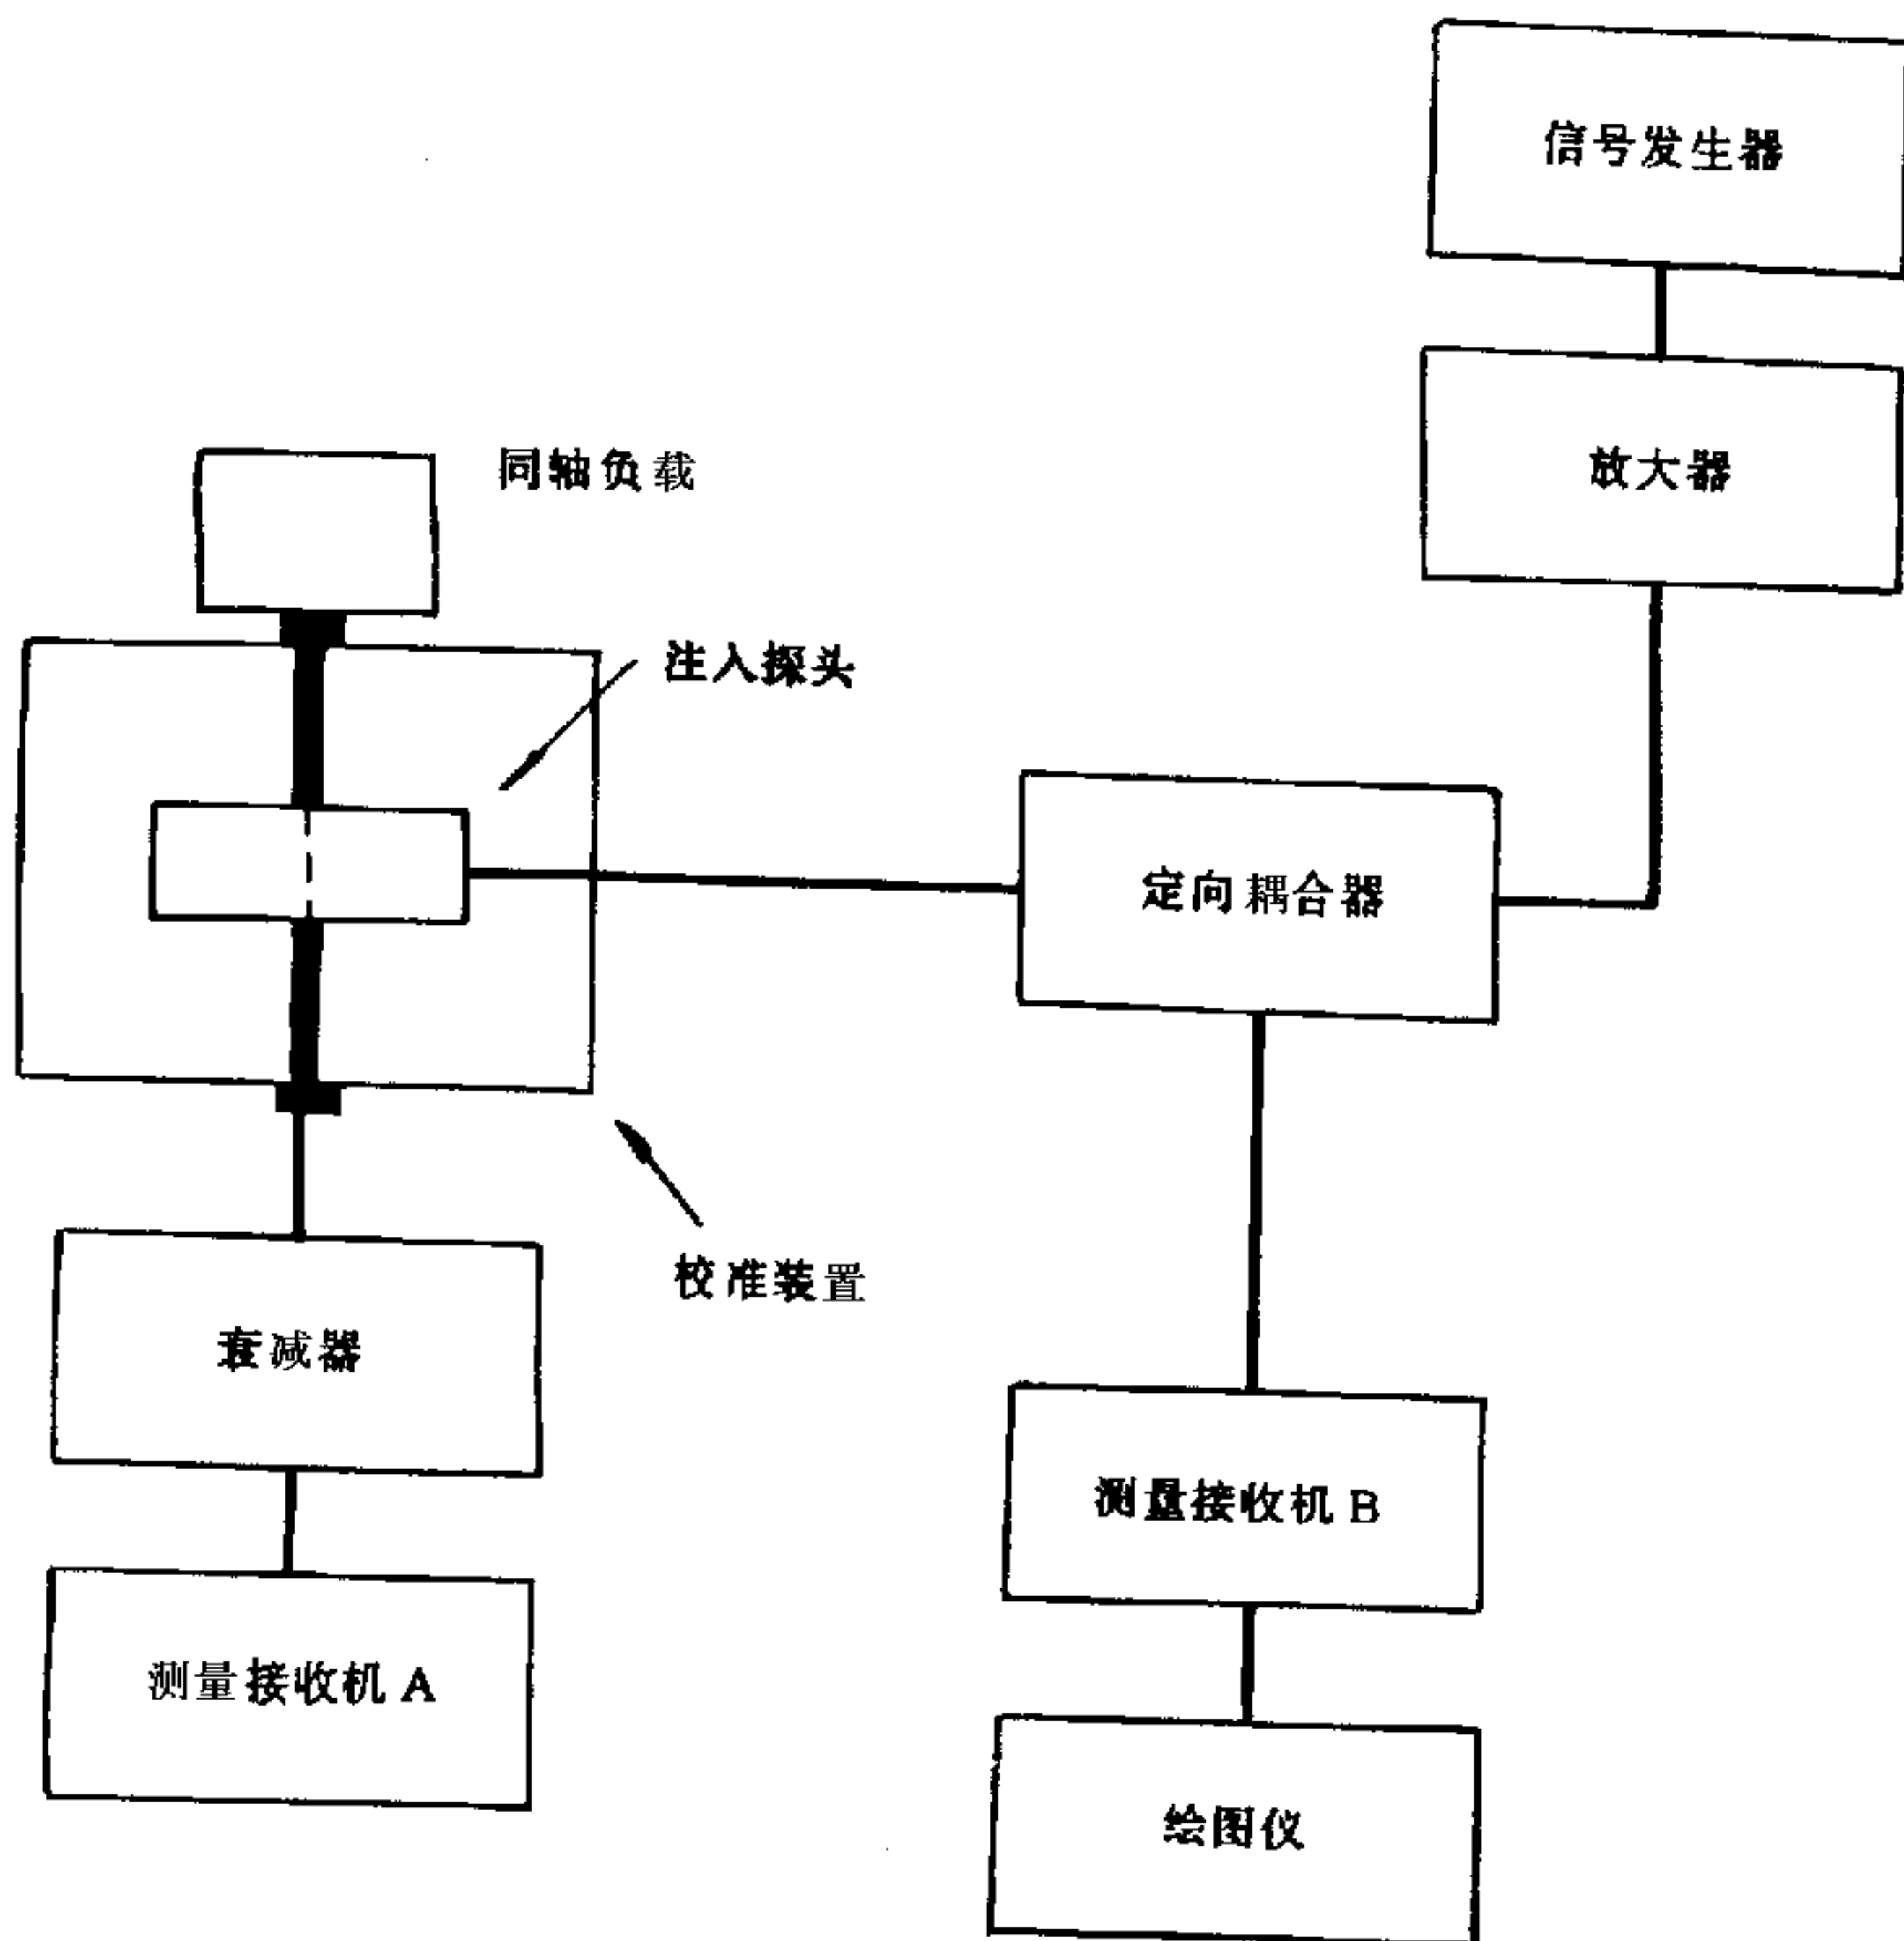 信号发生器
放大器
同轴负载
注入探头
定向耦合器
校准装置
衰减器
测量接收机 B
测量接收机 A
绘图仪